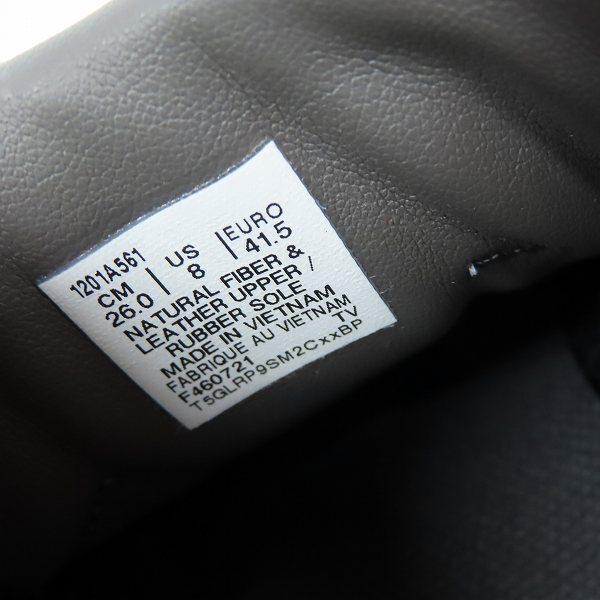 1201A561
CM | US | EURO
26.0 | 8 | 41.5
NATURAL FIBER &
LEATHER UPPER /
RUBBER SOLE
MADE IN VIETNAM
FABRIQUE AU VIETNAM
F460721 TV
T5GLRP9SM2CxxBP